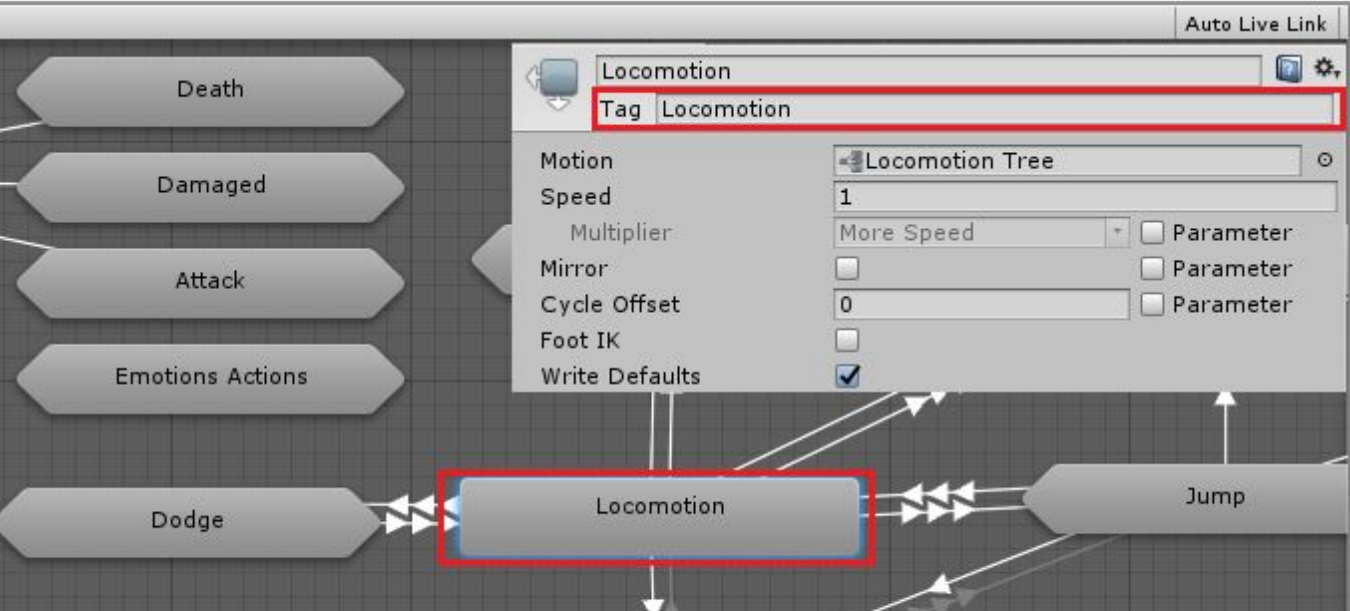 Auto Live Link
Death
Locomotion
Tag Locomotion
Motion Locomotion Tree
Damaged
Speed 1
Multiplier More Speed Parameter
Mirror Parameter
Attack
Cycle Offset 0 Parameter
Foot IK
Emotions Actions
Write Defaults
Dodge
Locomotion
Jump